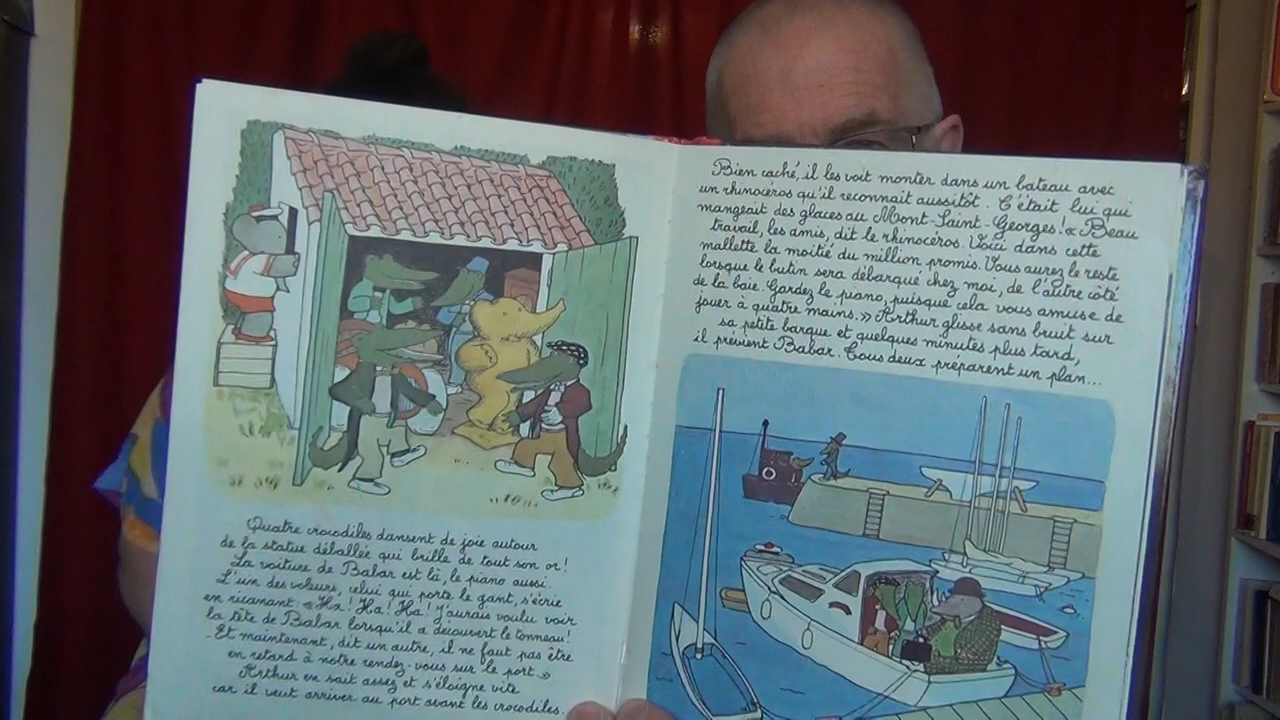 Quatre crocodiles dansent de joie autour
de la statue déballée qui brille de tout son or!
La voiture de Babar est là, le piano aussi.
L'un des voleurs, celui qui porte le gant, s'écrie
en ricanant: «Ha! Ha! Ha! J'aurais voulu voir
la tête de Babar lorsqu'il a découvert le tonneau!
- Et maintenant, dit un autre, il ne faut pas être
en retard à notre rendez-vous sur le port.»
Arthur en sait assez et s'éloigne vite
car il veut arriver au port avant les crocodiles.
Bien caché, il les voit monter dans un bateau avec
un rhinocéros qu'il reconnait aussitôt. C'était lui qui
mangeait des glaces au Mont-Saint-Georges! «Beau
travail, les amis, dit le rhinocéros. Voici dans cette
mallette la moitié du million promis. Vous aurez le reste
lorsque le butin sera débarqué chez moi, de l'autre côté
de la baie. Gardez le piano, puisque cela vous amuse de
jouer à quatre mains.» Arthur glisse sans bruit sur
sa petite barque et quelques minutes plus tard,
il prévient Babar. Tous deux préparent un plan...